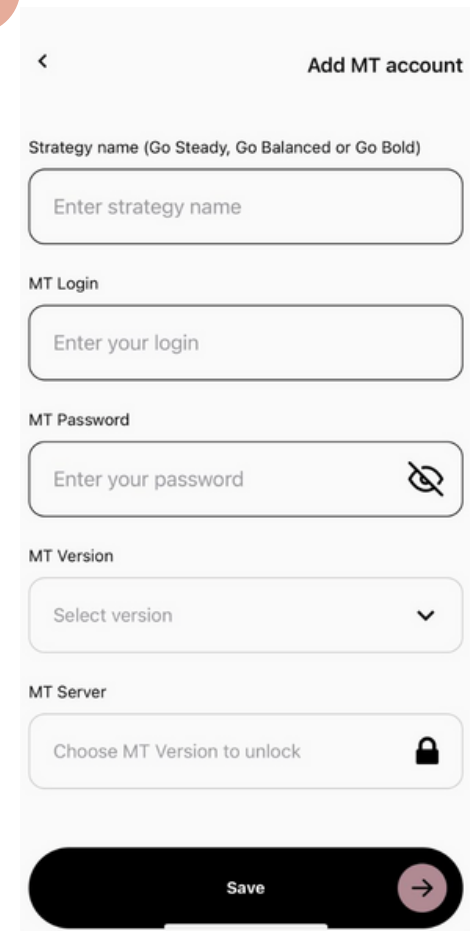 Add MT account
Strategy name (Go Steady, Go Balanced or Go Bold)
Enter strategy name
MT Login
Enter your login
MT Password
Enter your password
MT Version
Select version
MT Server
Choose MT Version to unlock
Save